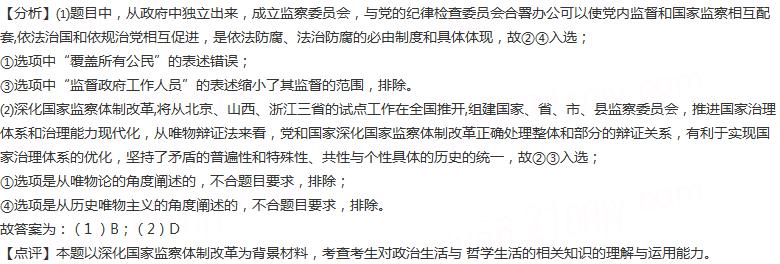 【分析】⑴题目中，从政府中独立出来，成立监察委员会，与党的纪律检查委员会合署办公可以使党内监督和国家监察相互配
套,依法治国和依规治党相互促进，是依法防腐、法治防腐的必由制度和具体体现，故②④入选；
①选项中“覆盖所有公民”的表述错误；
③选项中“监督政府工作人员”的表述缩小了其监督的范围，排除。
⑵深化国家监察体制改革,将从北京、山西、浙江三省的试点工作在全国推开,组建国家、省、市、县监察委员会，推进国家治理
体系和治理能力现代化，从唯物辩证法来看，党和国家深化国家监察体制改革正确处理整体和部分的辩证关系，有利于实现国
家治理体系的优化，坚持了矛盾的普遍性和特殊性、共性与个性具体的历史的统一，故②③入选；
①选项是从唯物论的角度阐述的，不合题目要求，排除；
④选项是从历史唯物主义的角度阐述的，不合题目要求，排除。
故答案为：（1 ）B；（2）D
【点评】本题以深化国家监察体制改革为背景材料，考查考生对政治生活与 哲学生活的相关知识的理解与运用能力。